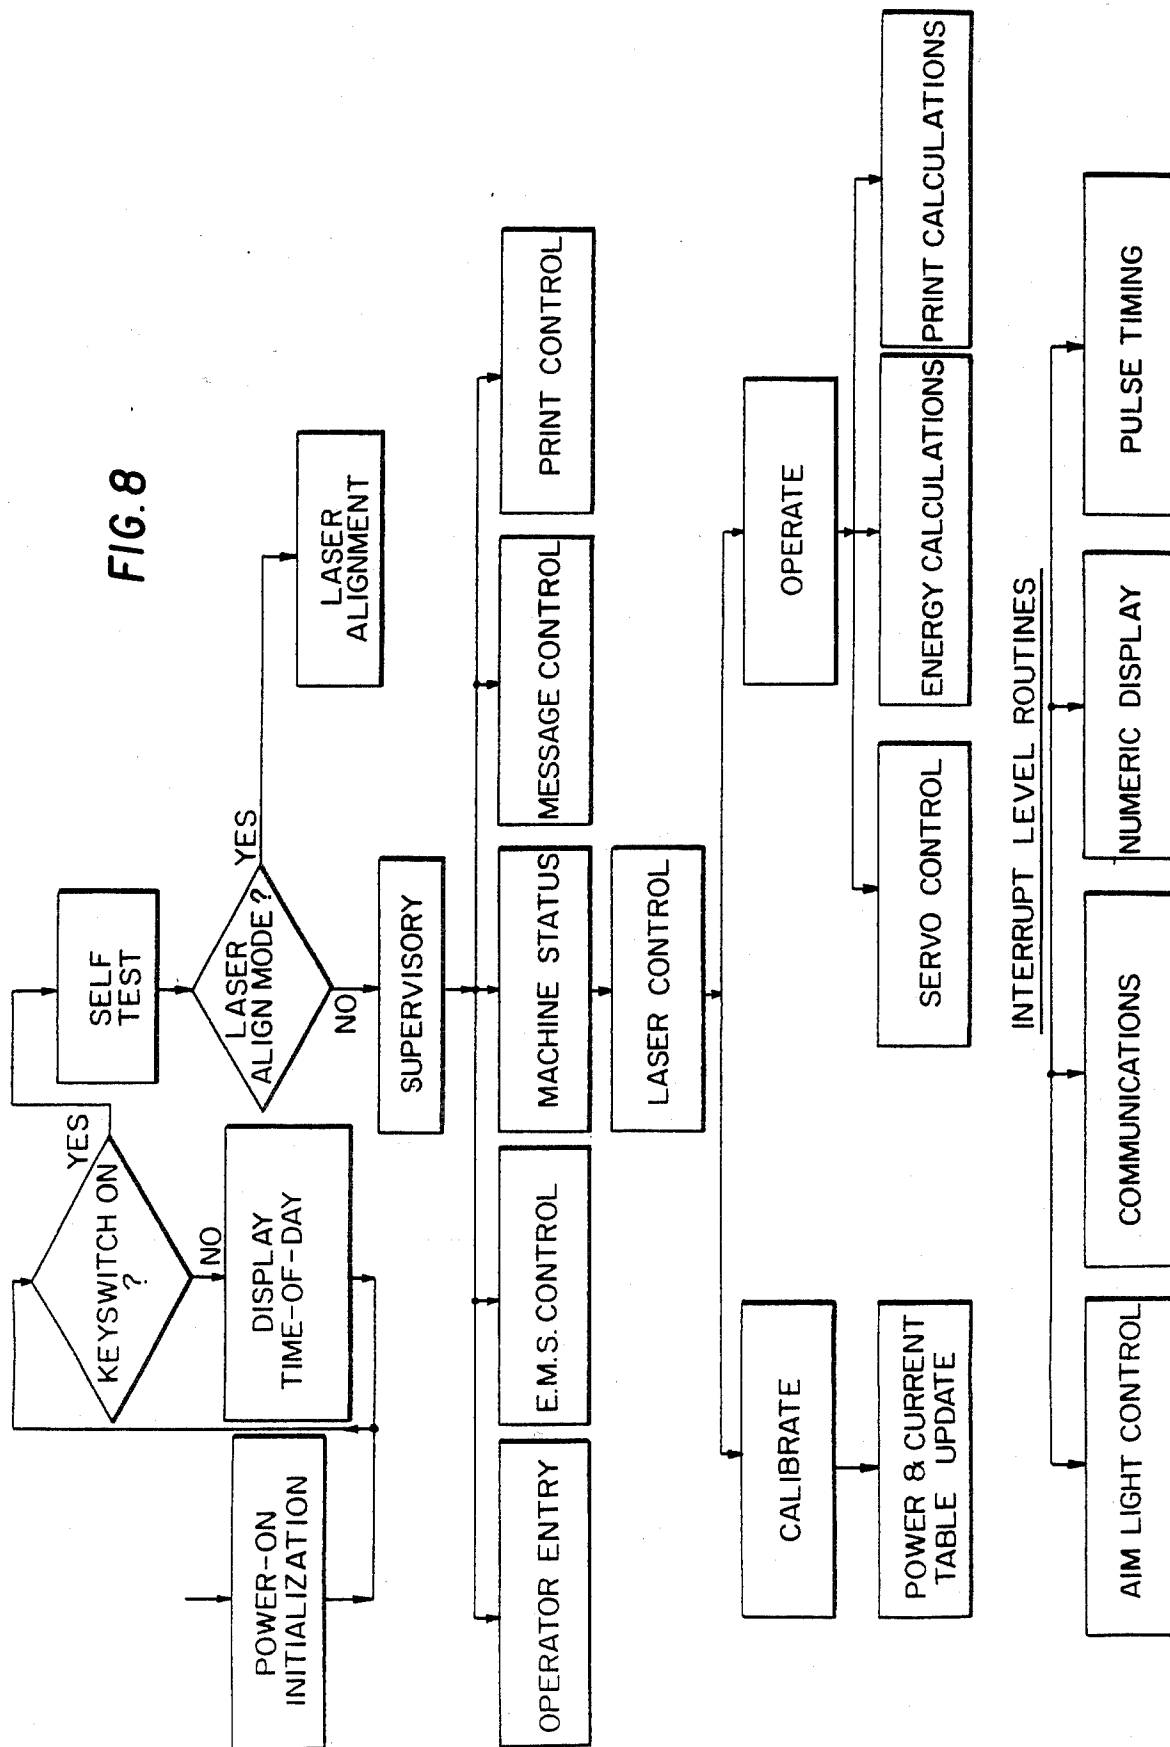 FIG. 8
POWER-ON
INITIALIZATION
KEYSWITCH ON
?
YES
NO
DISPLAY
TIME-OF-DAY
SELF
TEST
LASER
ALIGN MODE?
YES
NO
LASER
ALIGNMENT
SUPERVISORY
OPERATOR ENTRY
E.M.S. CONTROL
MACHINE STATUS
MESSAGE CONTROL
PRINT CONTROL
LASER CONTROL
CALIBRATE
OPERATE
POWER & CURRENT
TABLE UPDATE
SERVO CONTROL
ENERGY CALCULATIONS
PRINT CALCULATIONS
INTERRUPT LEVEL ROUTINES
AIM LIGHT CONTROL
COMMUNICATIONS
NUMERIC DISPLAY
PULSE TIMING